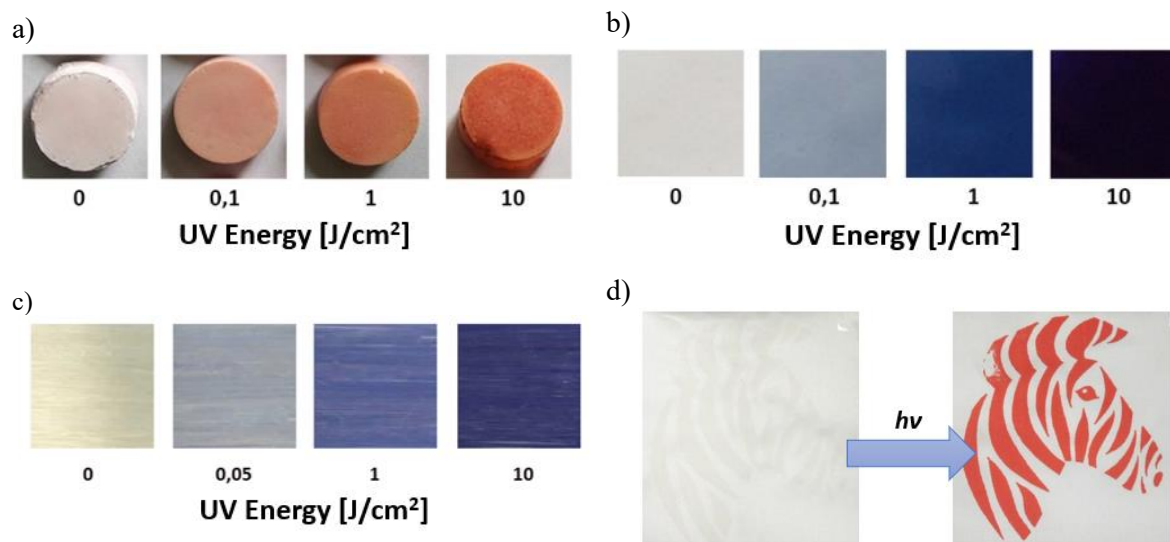 a)
0 0,1 1 10
UV Energy [J/cm²]
b)
0 0,1 1 10
UV Energy [J/cm²]
c)
0 0,05 1 10
UV Energy [J/cm²]
d)
hν